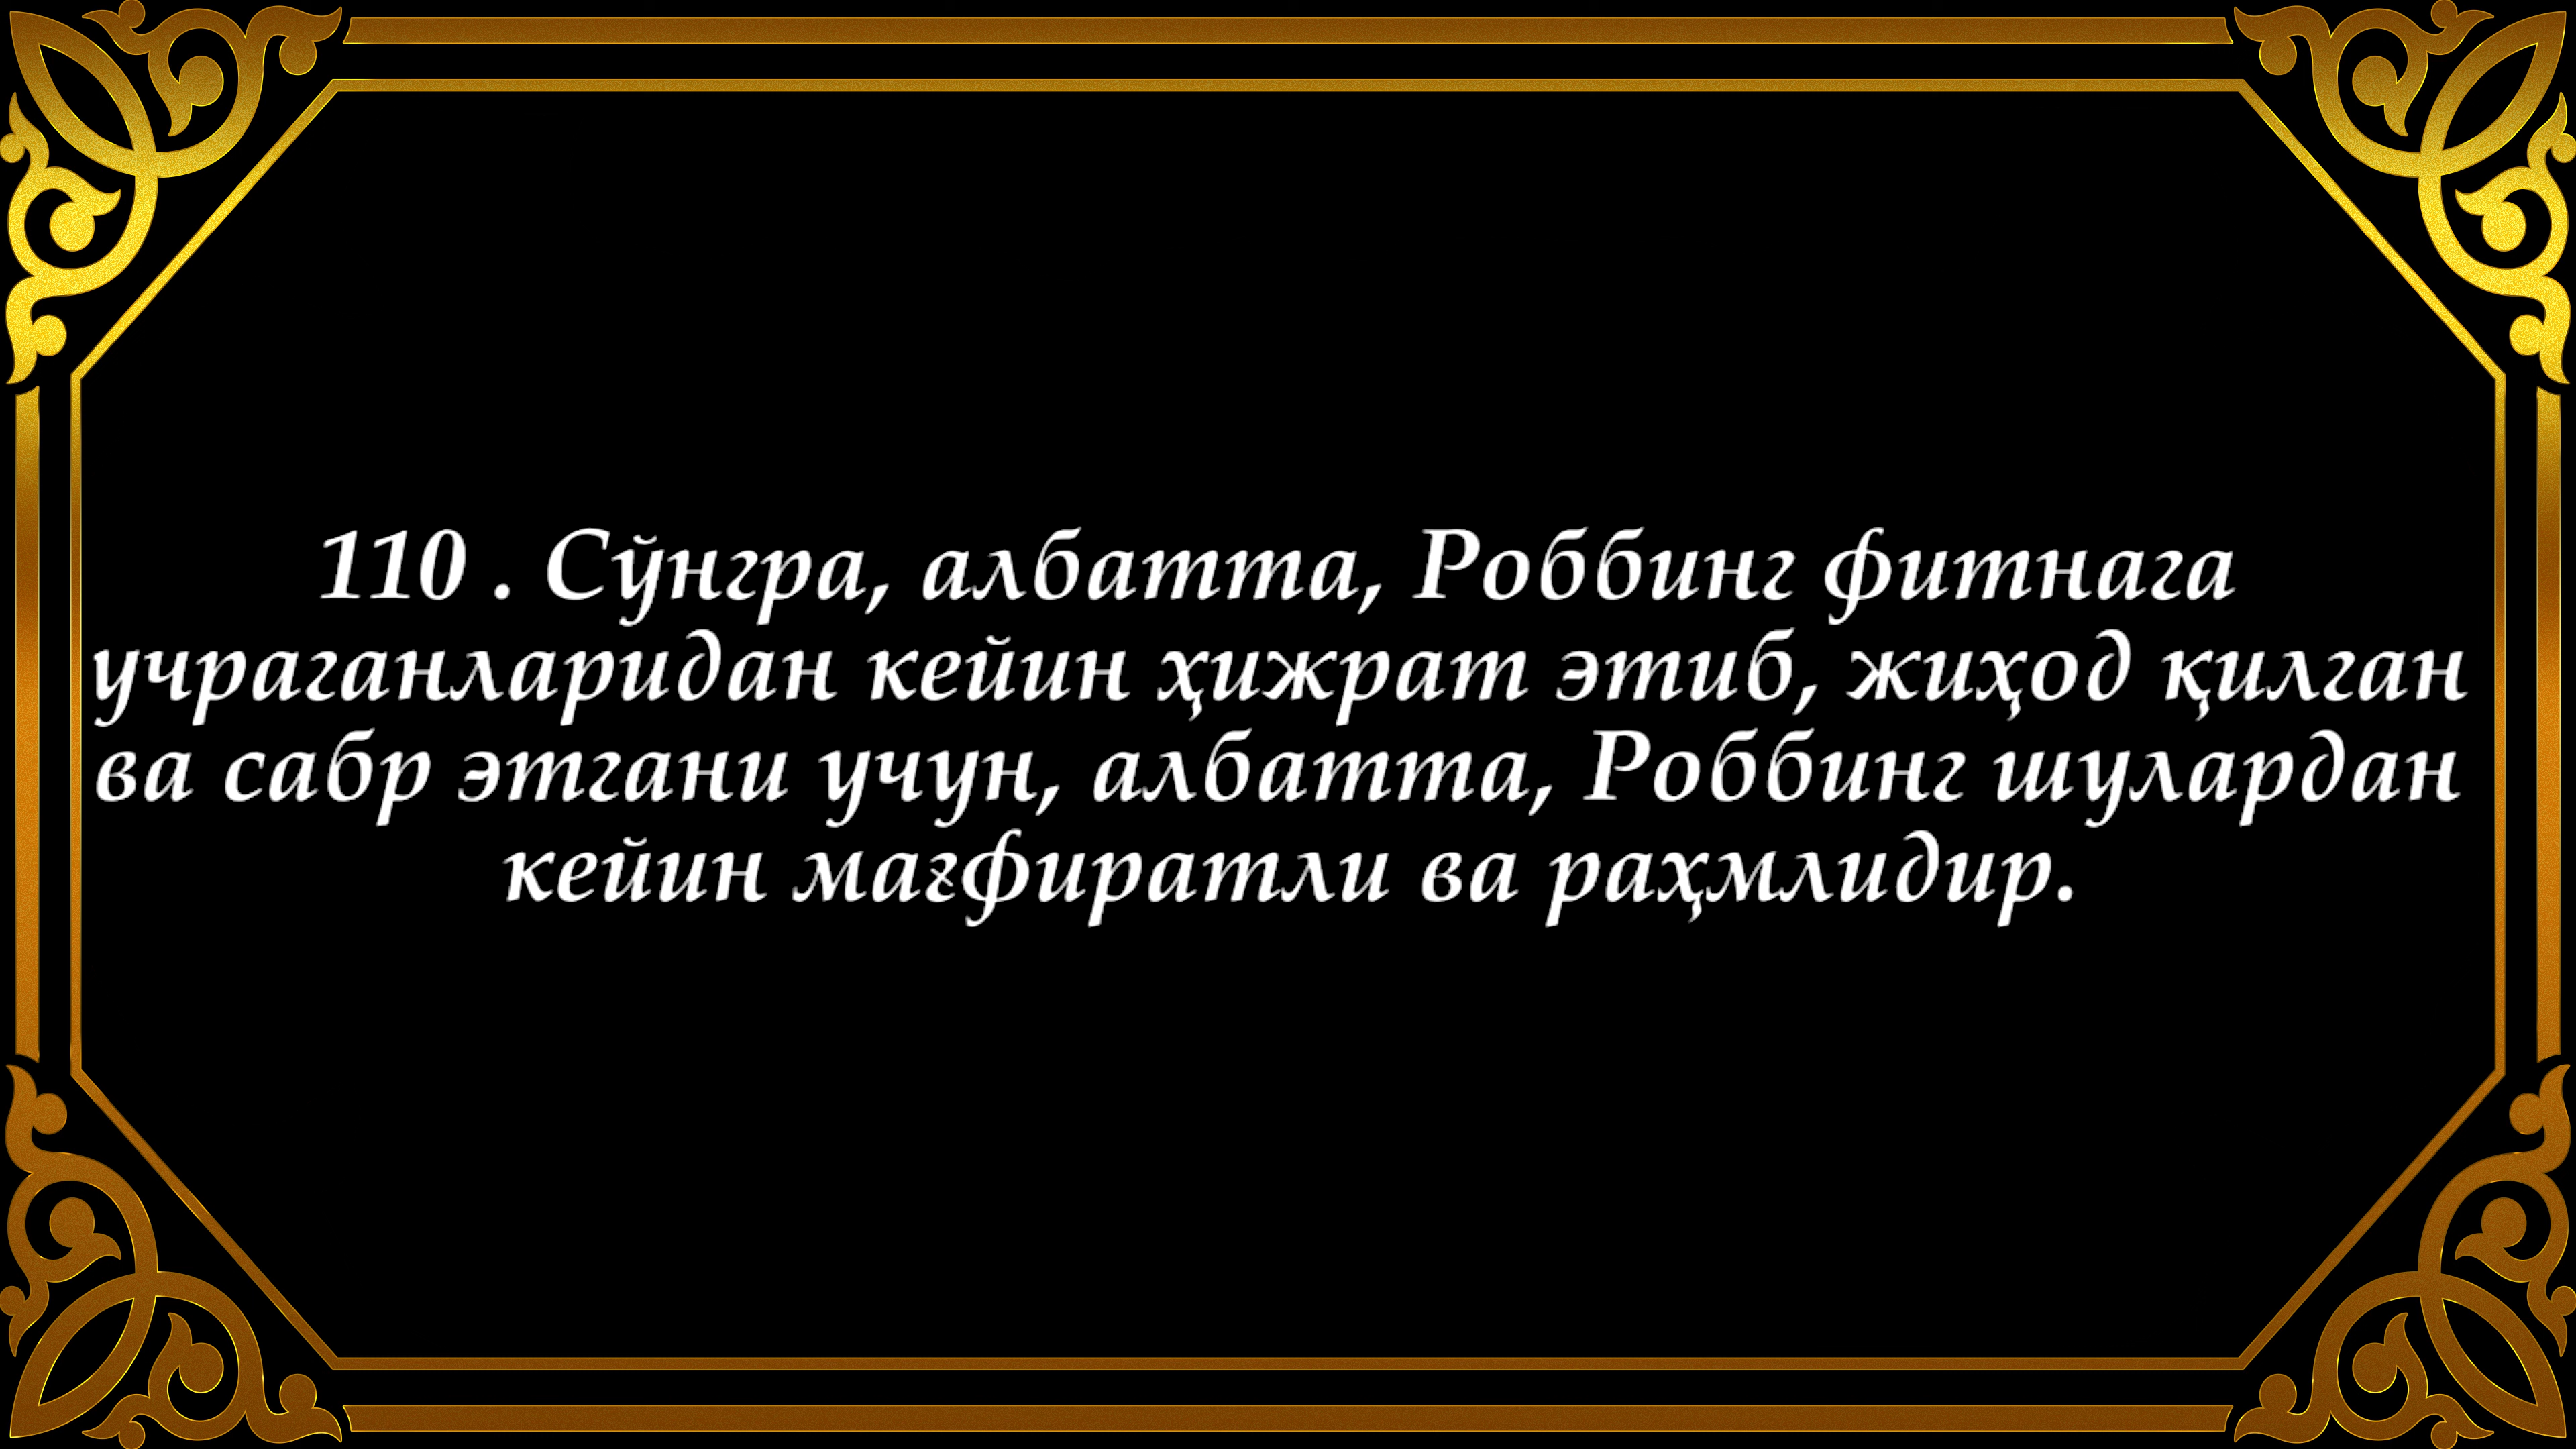 110 . Сўнгра, албатта, Роббинг фитнага
учраганларидан кейин ҳижрат этиб, жиҳод қилган
ва сабр этгани учун, албатта, Роббинг шулардан
кейин мағфиратли ва раҳмлидир.